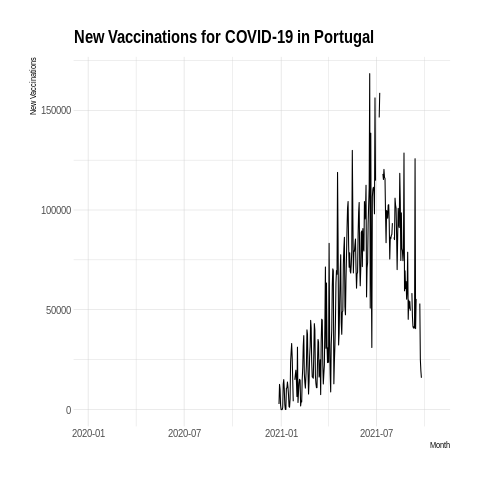 New Vaccinations for COVID-19 in Portugal
New Vaccinations
150000
100000
50000
0
2020-01 2020-07 2021-01 2021-07
Month